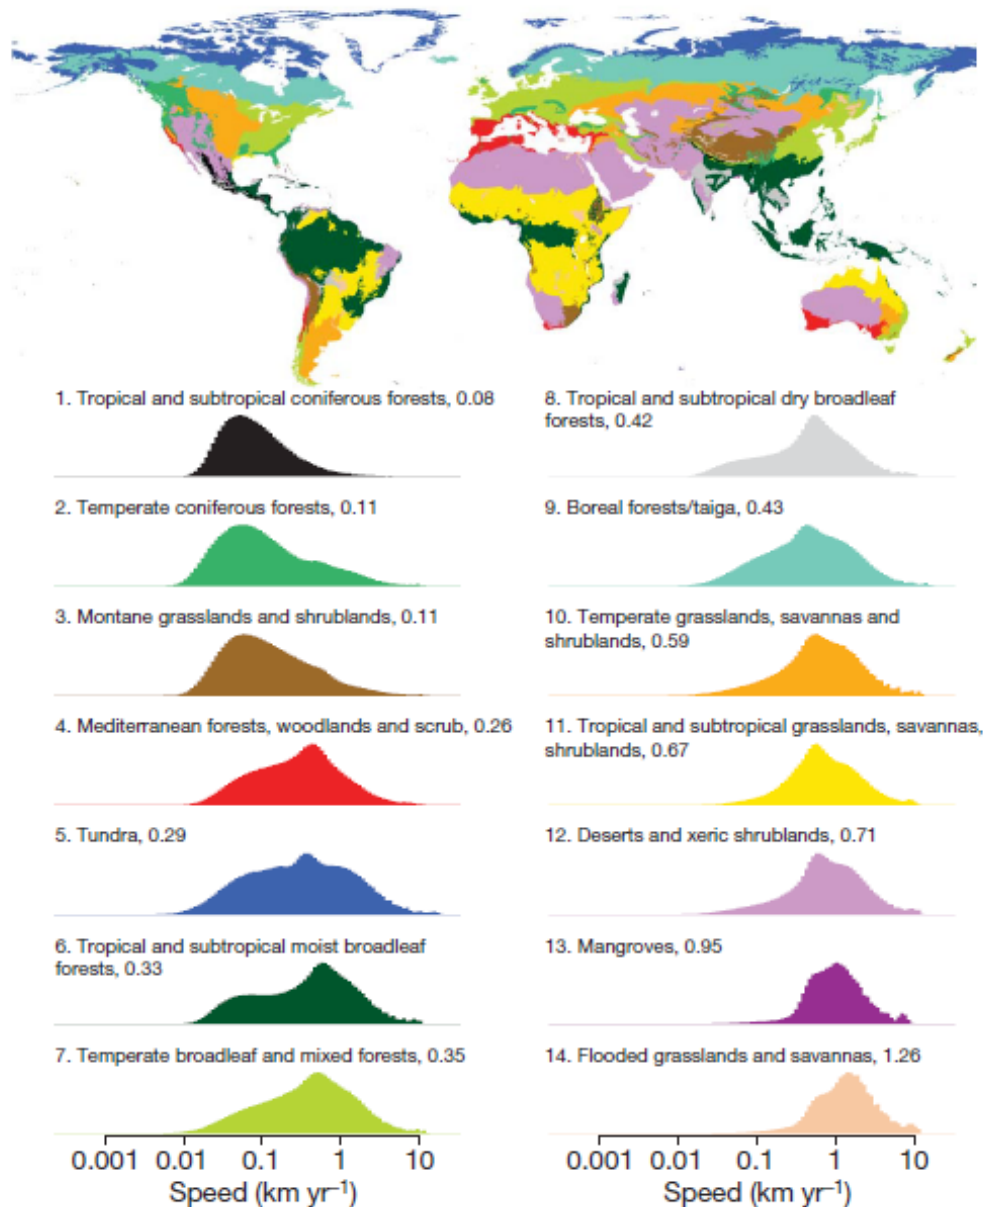 1. Tropical and subtropical coniferous forests, 0.08
2. Temperate coniferous forests, 0.11
3. Montane grasslands and shrublands, 0.11
4. Mediterranean forests, woodlands and scrub, 0.26
5. Tundra, 0.29
6. Tropical and subtropical moist broadleaf
forests, 0.33
7. Temperate broadleaf and mixed forests, 0.35
0.001 0.01 0.1 1 10
Speed (km yr⁻¹)
8. Tropical and subtropical dry broadleaf
forests, 0.42
9. Boreal forests/taiga, 0.43
10. Temperate grasslands, savannas and
shrublands, 0.59
11. Tropical and subtropical grasslands, savannas,
shrublands, 0.67
12. Deserts and xeric shrublands, 0.71
13. Mangroves, 0.95
14. Flooded grasslands and savannas, 1.26
0.001 0.01 0.1 1 10
Speed (km yr⁻¹)